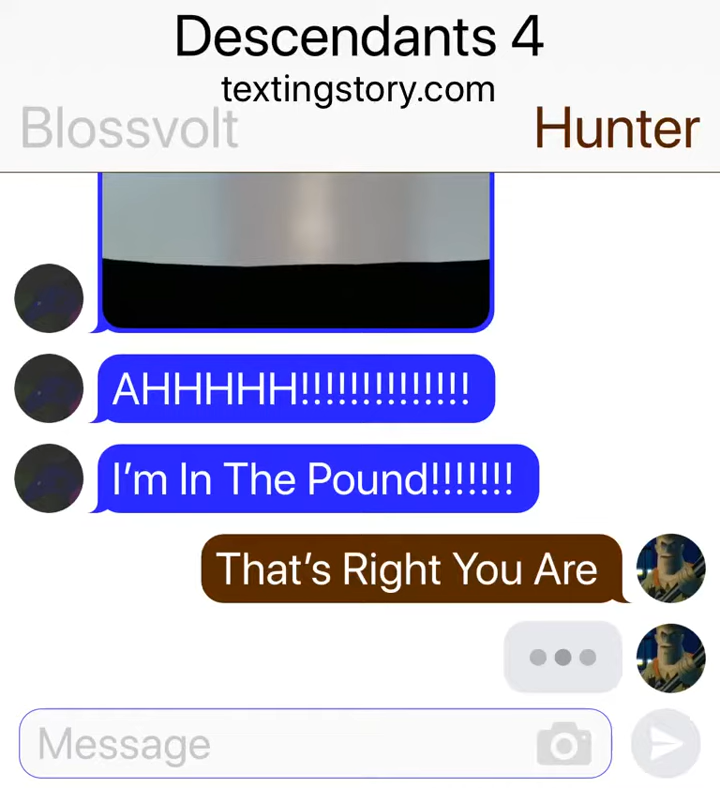 Descendants 4
textingstory.com
Blossvolt
Hunter
AHHHHH!!!!!!!!!!!!!!
I’m In The Pound!!!!!!!
That’s Right You Are
Message